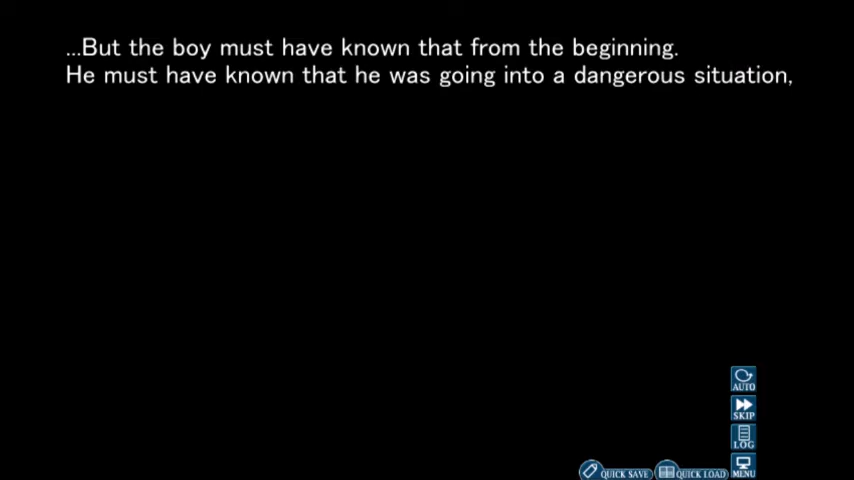 ...But the boy must have known that from the beginning.
He must have known that he was going into a dangerous situation,
AUTO
SKIP
LOG
QUICK SAVE QUICK LOAD MENU